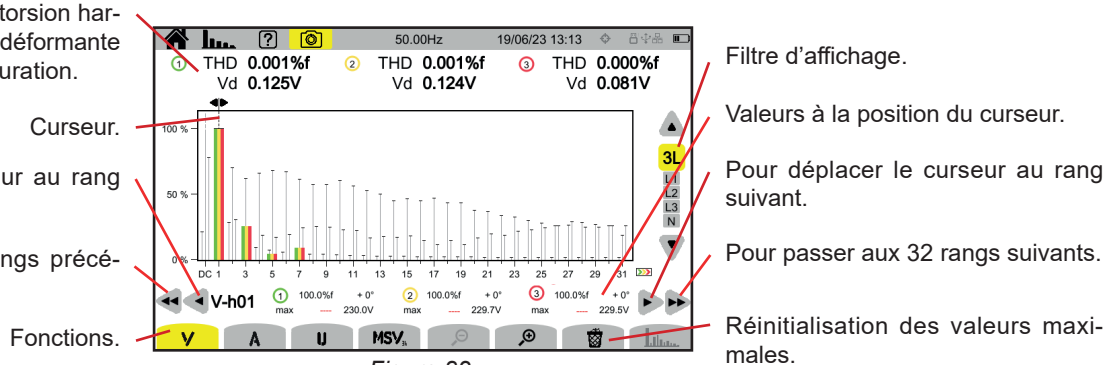 torsion har-
déformante
uration.
Curseur.
ur au rang
ngs précé-
Fonctions.
50.00Hz 19/06/23 13:13
1 THD 0.001%f 2 THD 0.001%f 3 THD 0.000%f
Vd 0.125V Vd 0.124V Vd 0.081V
100 %
50 %
0 %
DC 1 3 5 7 9 11 13 15 17 19 21 23 25 27 29 31
3L
L1
L2
L3
N
V-h01 1 100.0%f + 0° 2 100.0%f + 0° 3 100.0%f + 0°
max ---- 230.0V max ---- 229.7V max ---- 229.5V
V A U MSV
Filtre d'affichage.
Valeurs à la position du curseur.
Pour déplacer le curseur au rang
suivant.
Pour passer aux 32 rangs suivants.
Réinitialisation des valeurs maxi-
males.